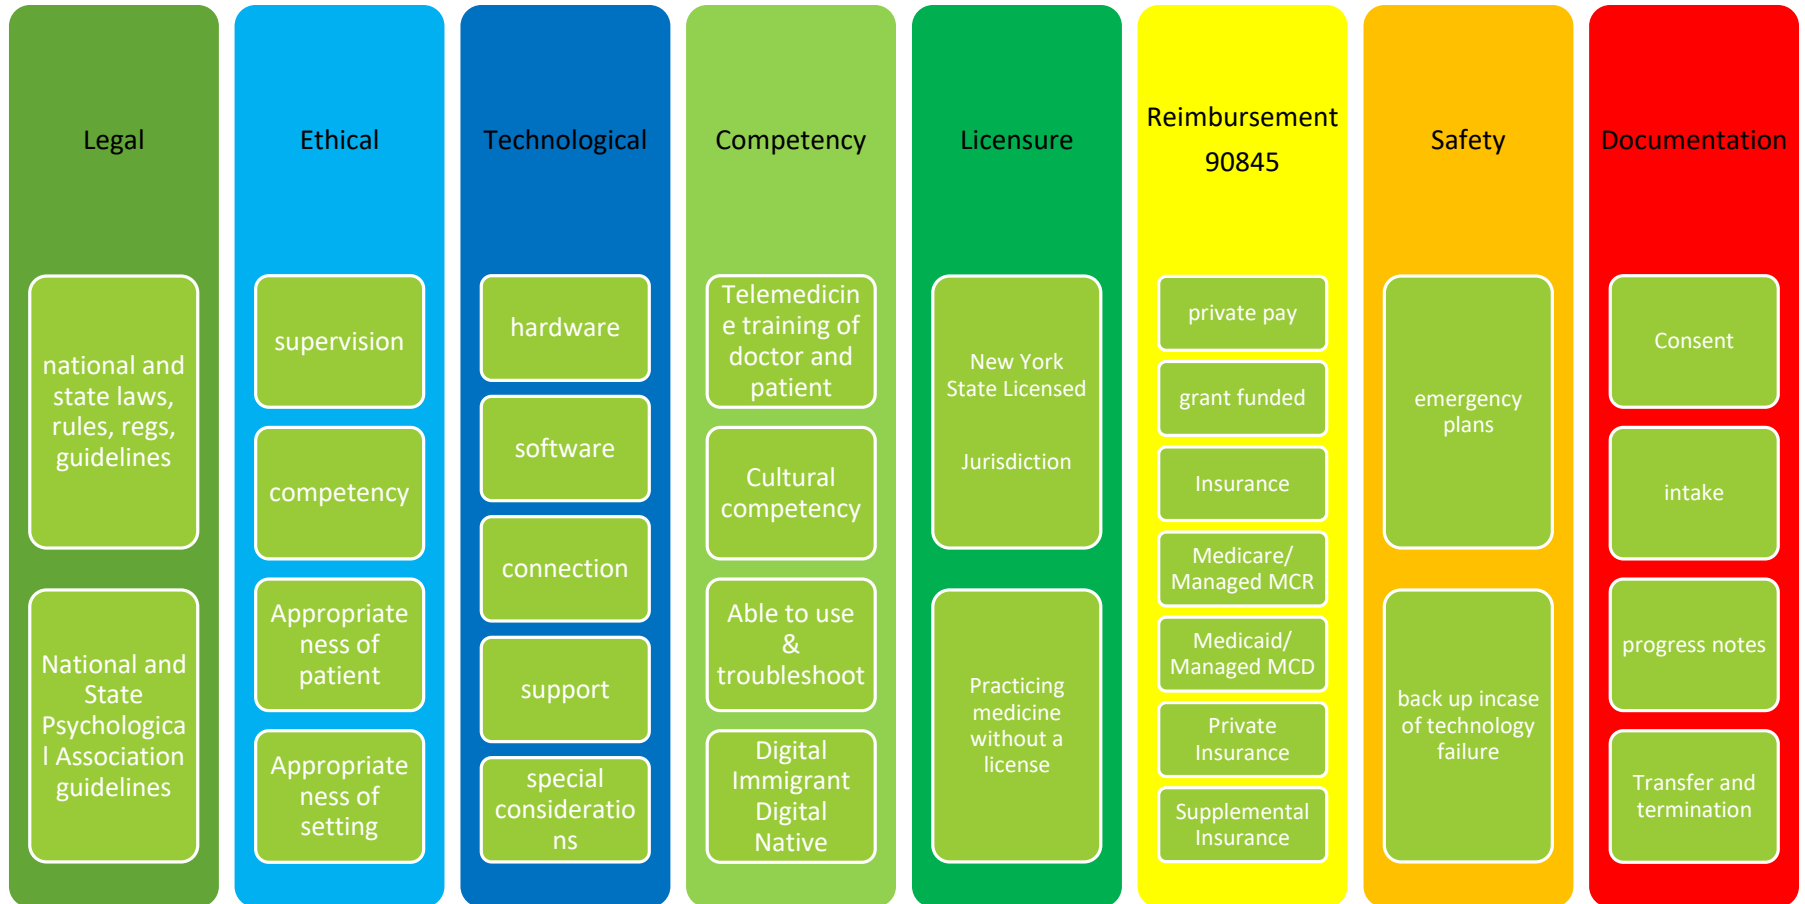 Legal
national and
state laws,
rules, regs,
guidelines
National and
State
Psychologica
l Association
guidelines
Ethical
supervision
competency
Appropriate
ness of
patient
Appropriate
ness of
setting
Technological
hardware
software
connection
support
special
consideratio
ns
Competency
Telemedicin
e training of
doctor and
patient
Cultural
competency
Able to use
&
troubleshoot
Digital
Immigrant
Digital
Native
Licensure
New York
State Licensed
Jurisdiction
Practicing
medicine
without a
license
Reimbursement
90845
private pay
grant funded
Insurance
Medicare/
Managed MCR
Medicaid/
Managed MCD
Private
Insurance
Supplemental
Insurance
Safety
emergency
plans
back up incase
of technology
failure
Documentation
Consent
intake
progress notes
Transfer and
termination